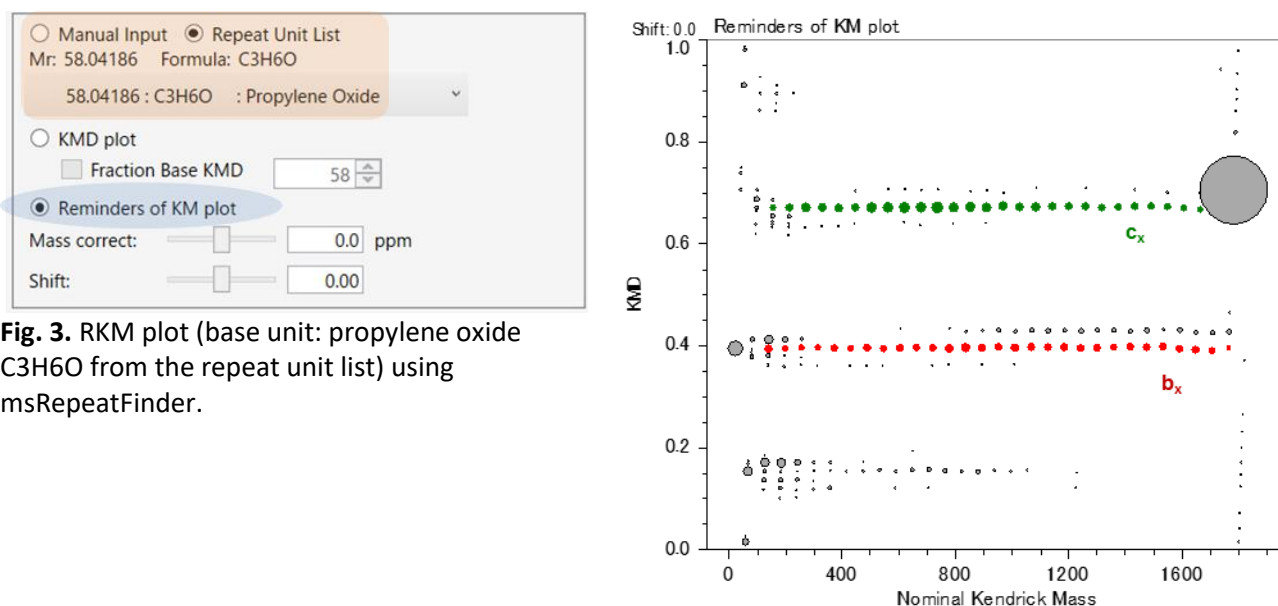 Manual Input Repeat Unit List
Mr: 58.04186 Formula: C3H6O
58.04186 : C3H6O : Propylene Oxide
KMD plot
Fraction Base KMD 58
Reminders of KM plot
Mass correct: 0.0 ppm
Shift: 0.00
Fig. 3. RKM plot (base unit: propylene oxide
C3H6O from the repeat unit list) using
msRepeatFinder.
Shift: 0.0 Reminders of KM plot
1.0
0.8
0.6
0.4
0.2
0.0
KMD
cx
bx
0 400 800 1200 1600
Nominal Kendrick Mass